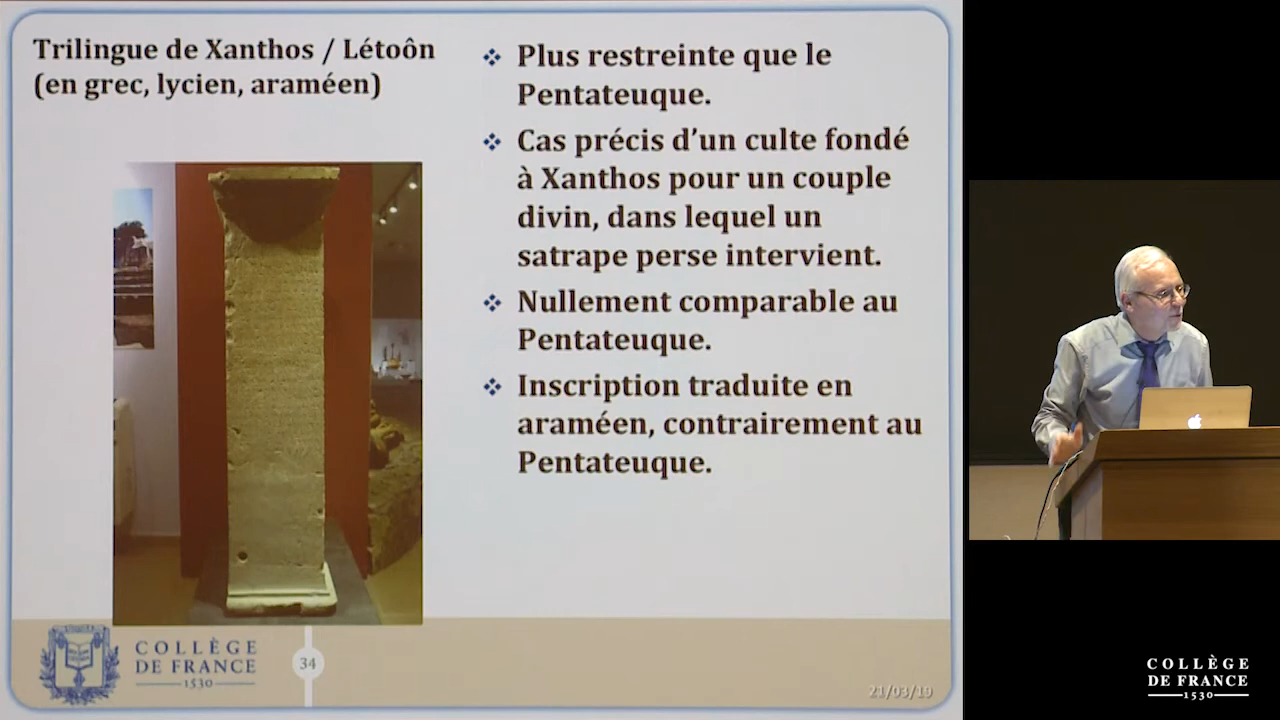 Trilingue de Xanthos / Létoôn
(en grec, lycien, araméen)
❖ Plus restreinte que le
Pentateuque.
❖ Cas précis d’un culte fondé
à Xanthos pour un couple
divin, dans lequel un
satrape perse intervient.
❖ Nullement comparable au
Pentateuque.
❖ Inscription traduite en
araméen, contrairement au
Pentateuque.
COLLÈGE
DE FRANCE
1530
34
21/03/19
COLLÈGE
DE FRANCE
1530